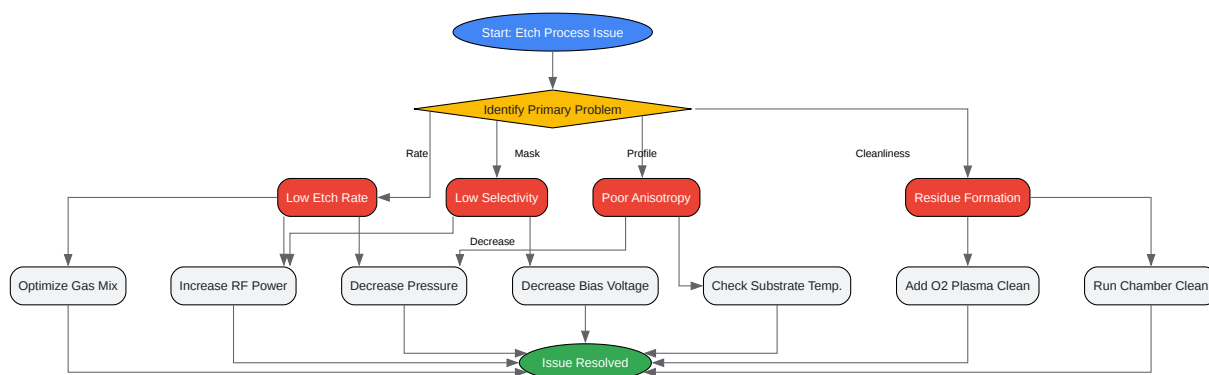 Start: Etch Process Issue
Identify Primary Problem
Rate
Mask
Profile
Cleanliness
Low Etch Rate
Low Selectivity
Poor Anisotropy
Residue Formation
Decrease
Optimize Gas Mix
Increase RF Power
Decrease Pressure
Decrease Bias Voltage
Check Substrate Temp.
Add O2 Plasma Clean
Run Chamber Clean
Issue Resolved